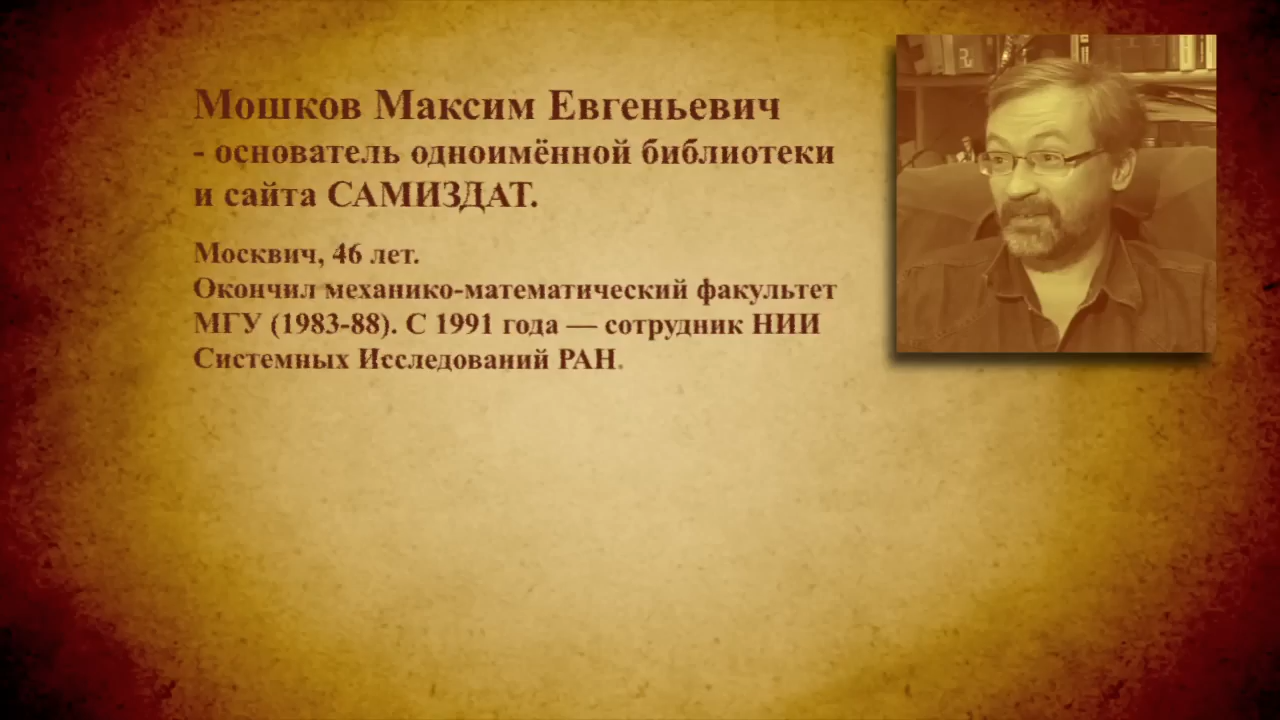 Мошков Максим Евгеньевич
- основатель одноимённой библиотеки
и сайта САМИЗДАТ.
Москвич, 46 лет.
Окончил механико-математический факультет
МГУ (1983-88). С 1991 года — сотрудник НИИ
Системных Исследований РАН.